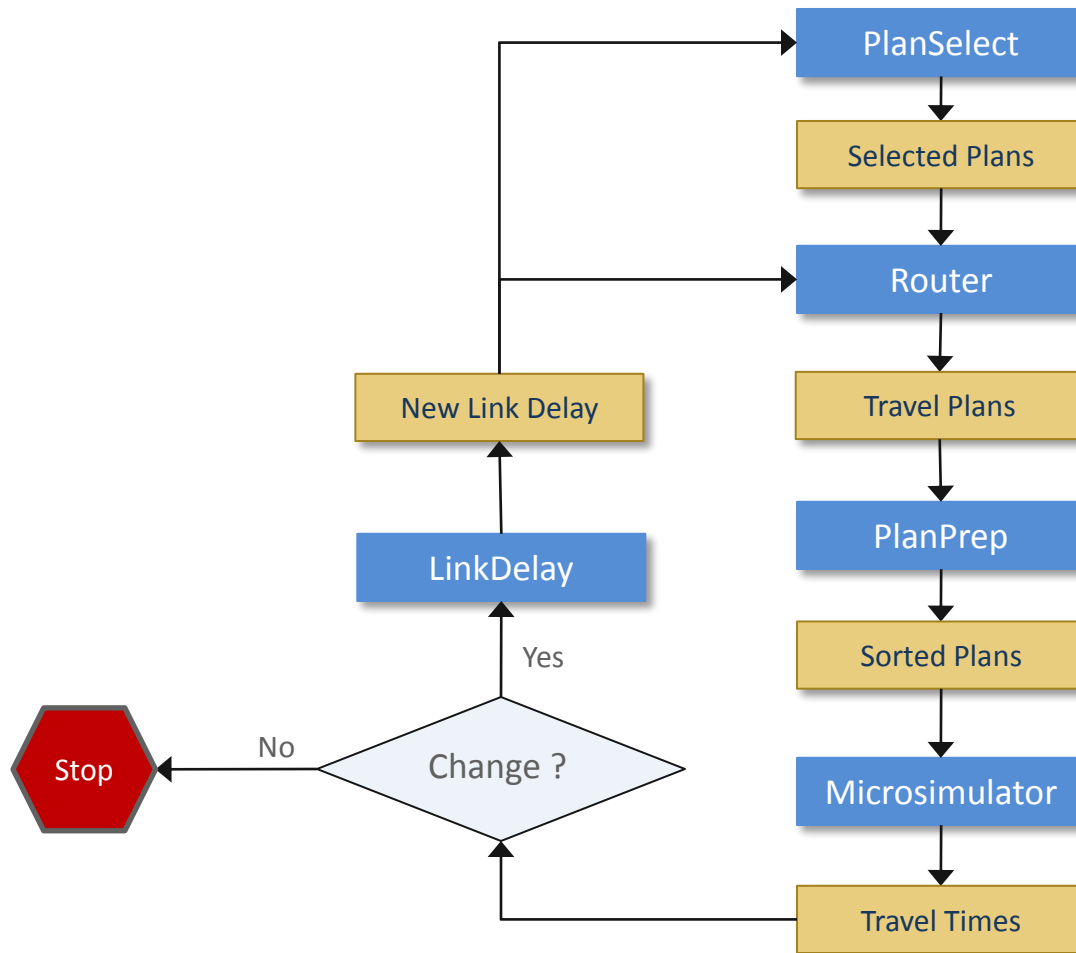 PlanSelect
Selected Plans
Router
New Link Delay
Travel Plans
PlanPrep
LinkDelay
Yes
Sorted Plans
No
Stop
Change ?
Microsimulator
Travel Times